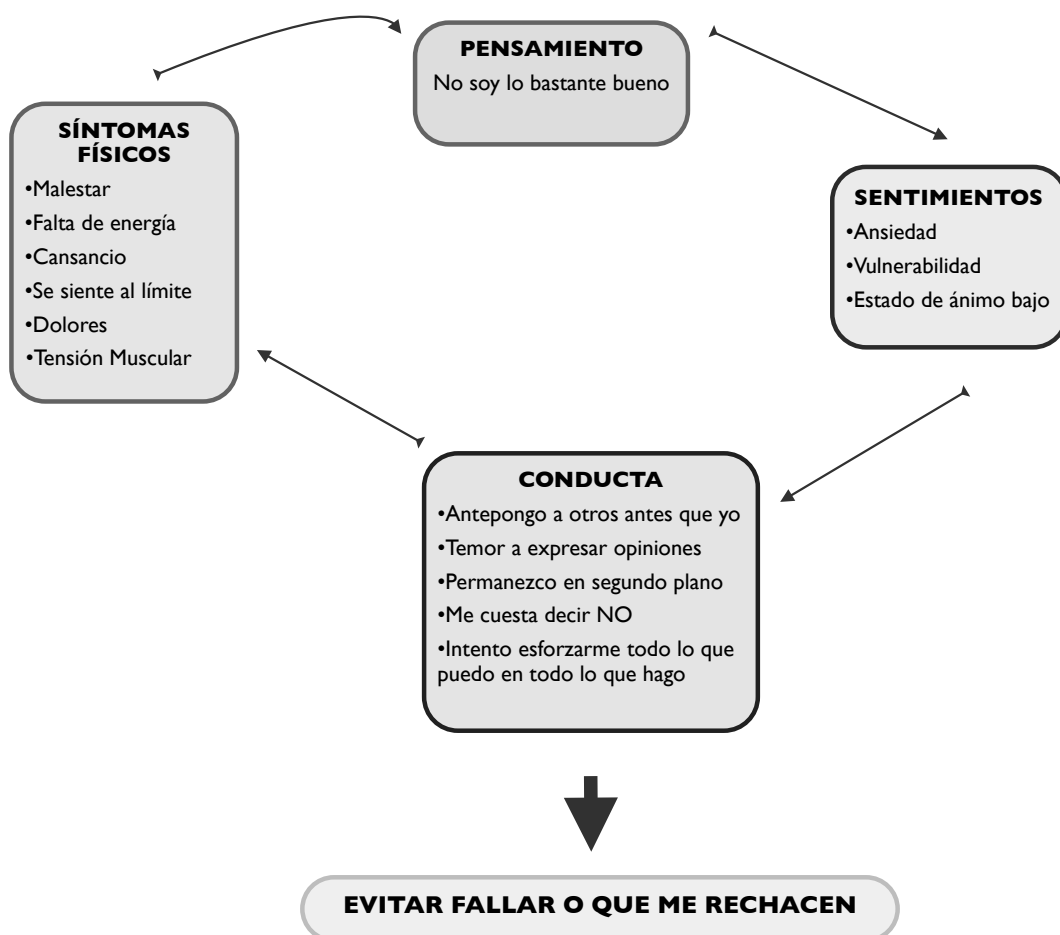 PENSAMIENTO
No soy lo bastante bueno
SÍNTOMAS
FÍSICOS
•Malestar
•Falta de energía
•Cansancio
•Se siente al límite
•Dolores
•Tensión Muscular
SENTIMIENTOS
•Ansiedad
•Vulnerabilidad
•Estado de ánimo bajo
CONDUCTA
•Antepongo a otros antes que yo
•Temor a expresar opiniones
•Permanezco en segundo plano
•Me cuesta decir NO
•Intento esforzarme todo lo que
puedo en todo lo que hago
EVITAR FALLAR O QUE ME RECHACEN